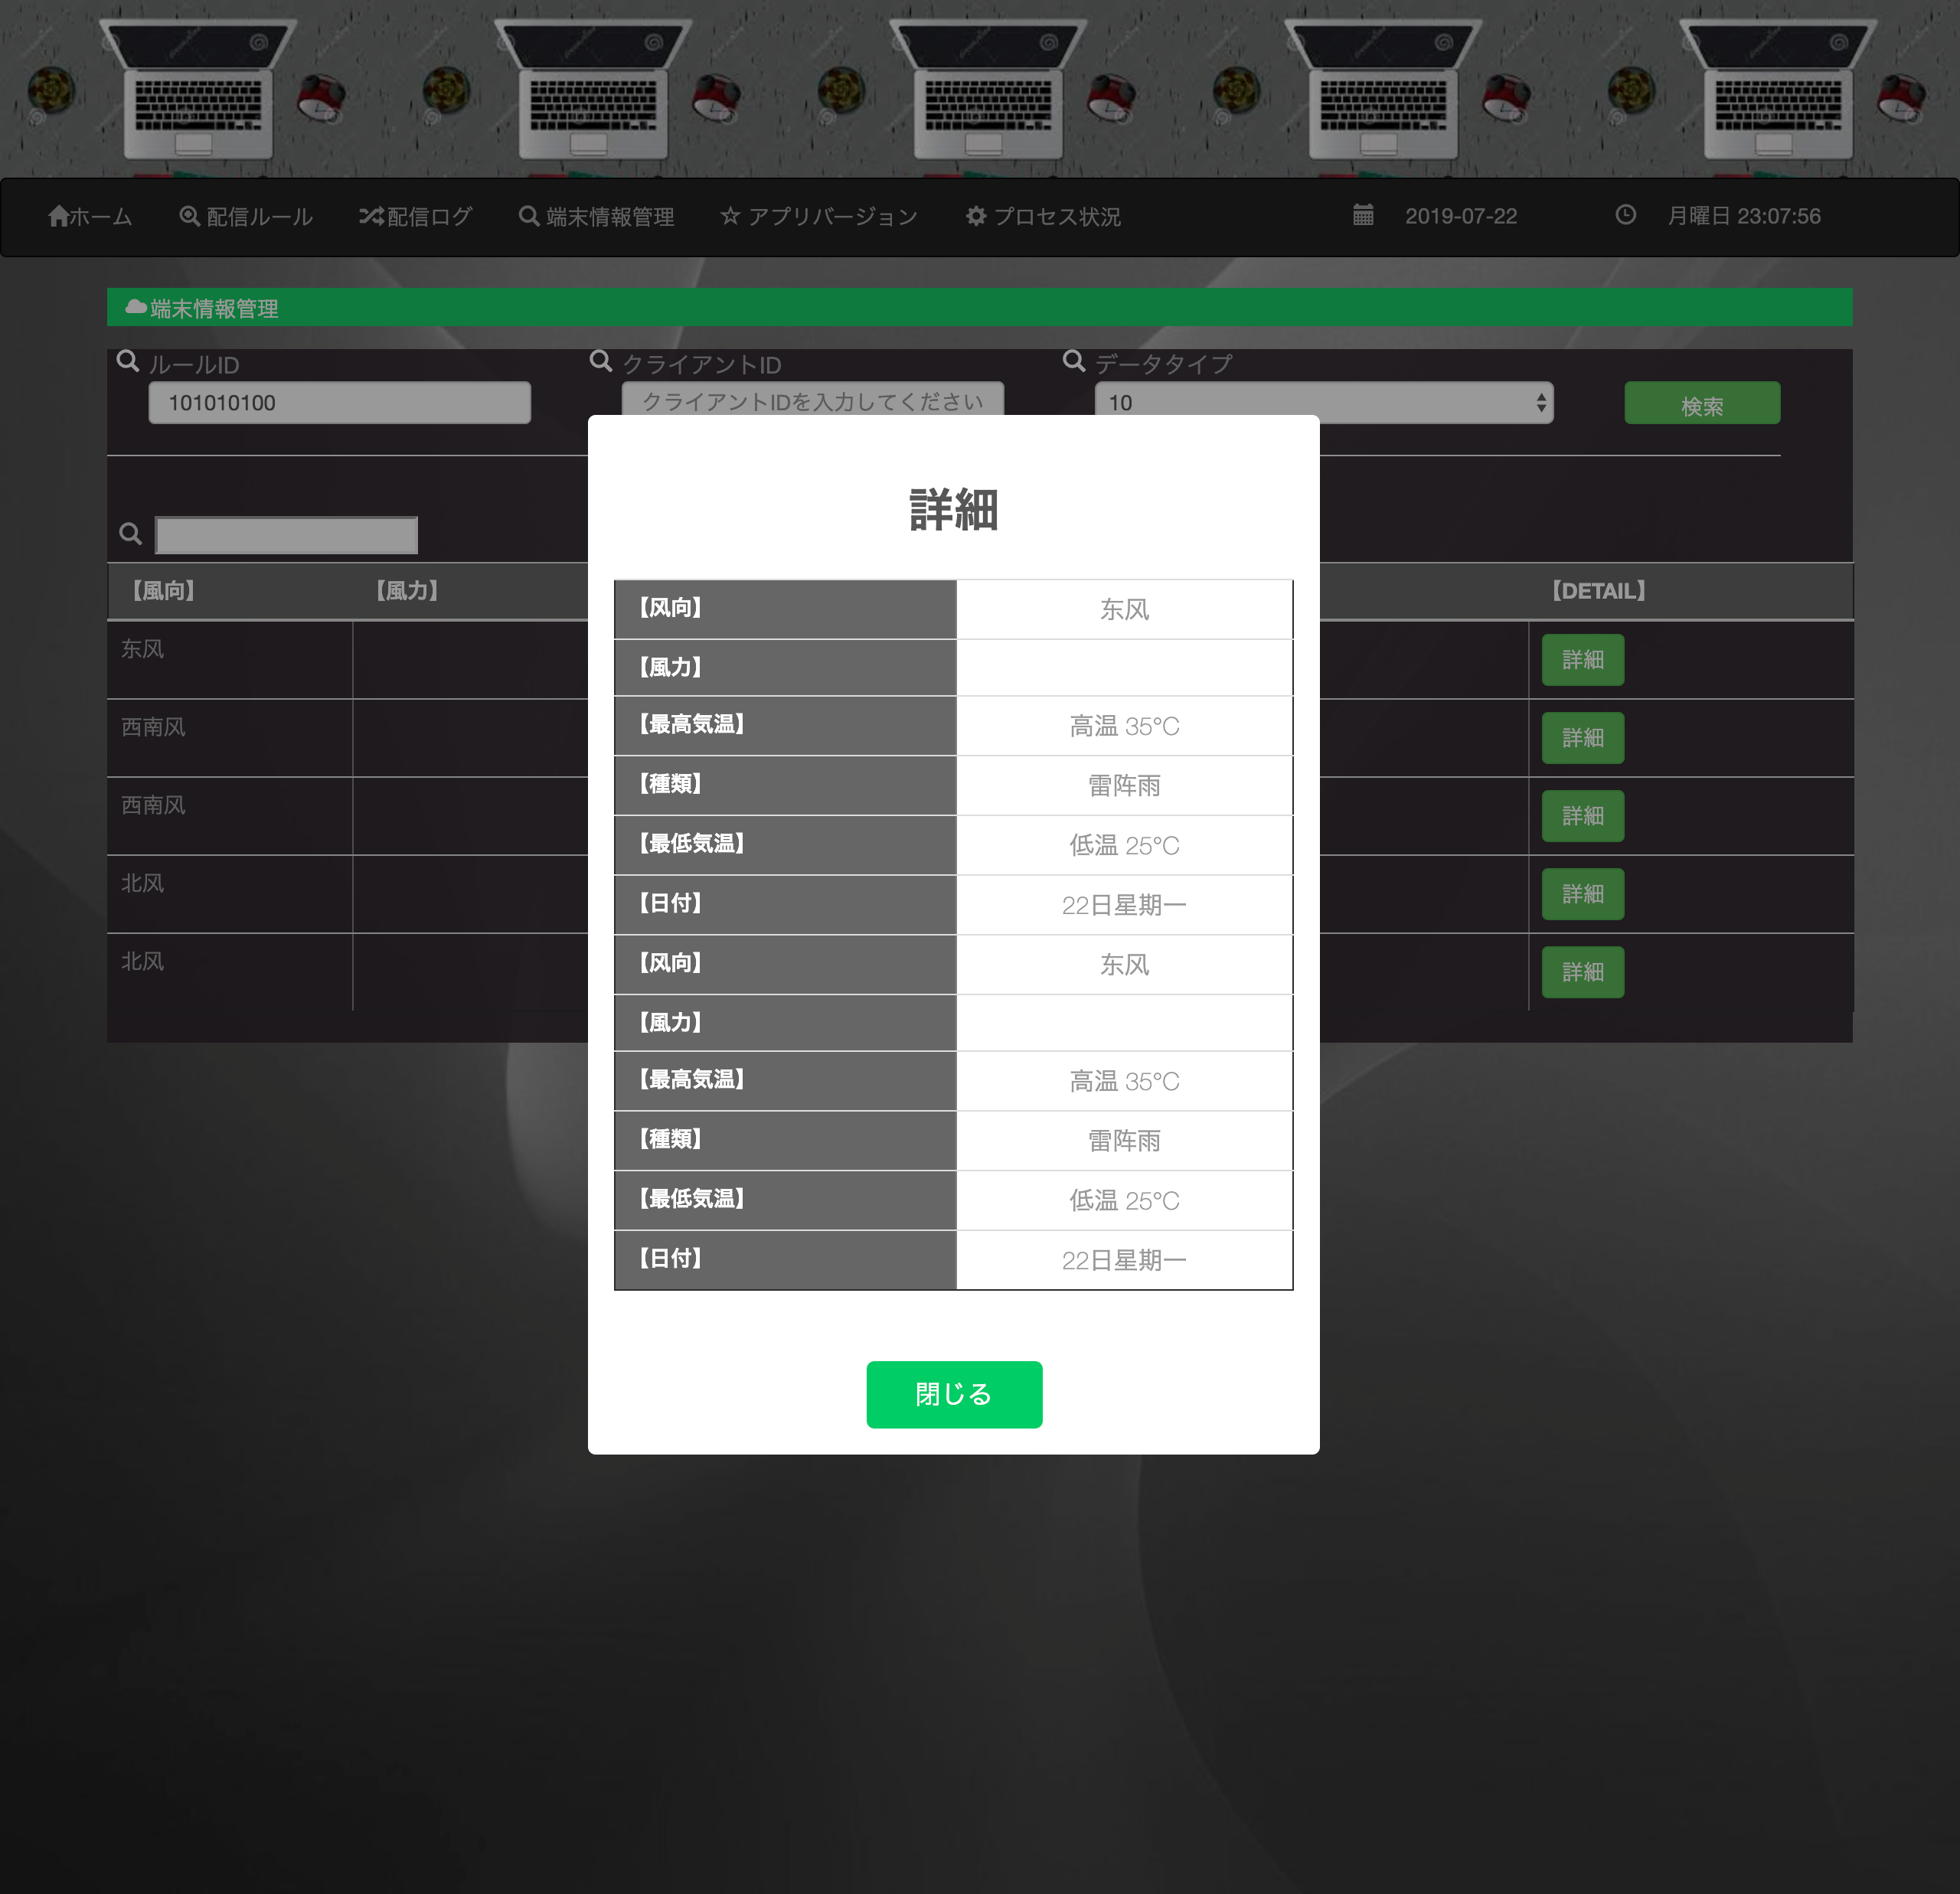 ホーム 配信ルール 配信ログ 端末情報管理 アプリバージョン プロセス状況 2019-07-22 月曜日 23:07:56
端末情報管理
ルールID クライアントID データタイプ
101010100 クライアントIDを入力してください 10 検索
【風向】 【風力】 【DETAIL】
东风 詳細
西南风 詳細
西南风 詳細
北风 詳細
北风 詳細
詳細
【风向】 东风
【風力】
【最高気温】 高温 35°C
【種類】 雷阵雨
【最低気温】 低温 25°C
【日付】 22日星期一
【风向】 东风
【風力】
【最高気温】 高温 35°C
【種類】 雷阵雨
【最低気温】 低温 25°C
【日付】 22日星期一
閉じる